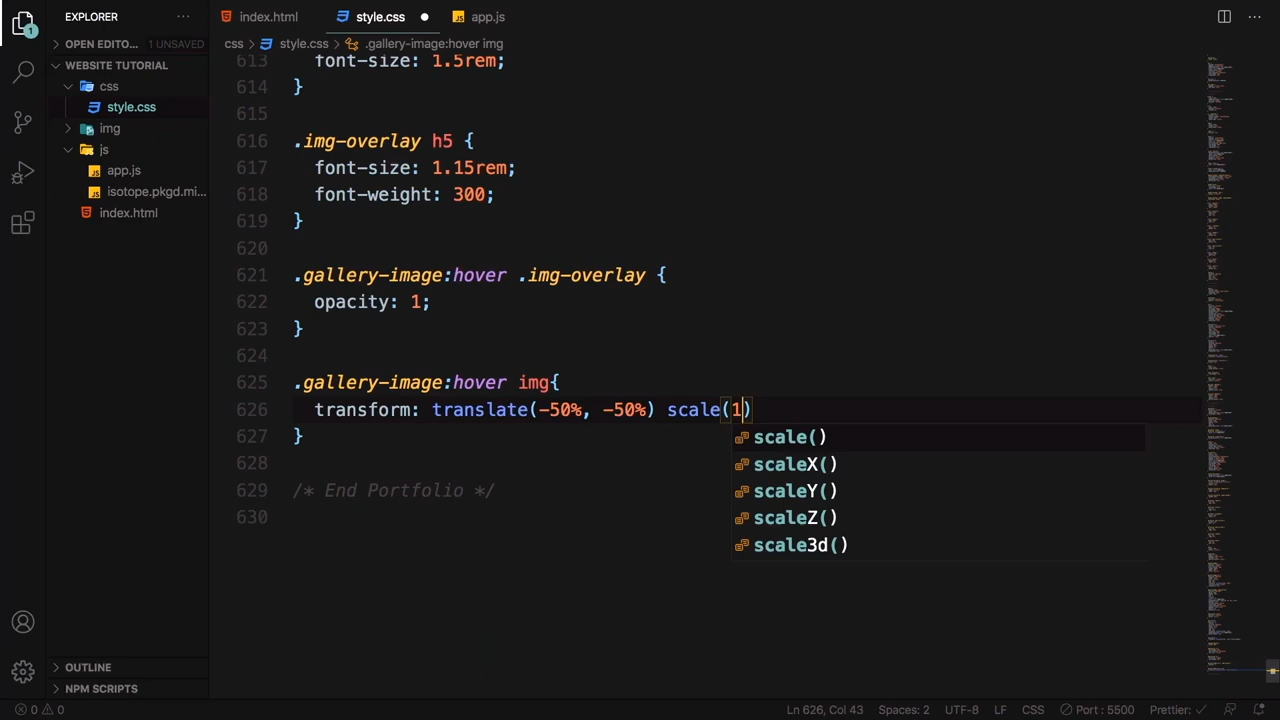 EXPLORER
index.html
style.css
app.js
OPEN EDITO... 1 UNSAVED
css
style.css
.gallery-image:hover img
WEBSITE TUTORIAL
css
style.css
img
js
app.js
isotope.pkgd.mi...
index.html
OUTLINE
NPM SCRIPTS
613 font-size: 1.5rem;
614 }
615
616 .img-overlay h5 {
617 font-size: 1.15rem;
618 font-weight: 300;
619 }
620
621 .gallery-image:hover .img-overlay {
622 opacity: 1;
623 }
624
625 .gallery-image:hover img{
626 transform: translate(-50%, -50%) scale(1)
627 }
628
629 /* End Portfolio */
630
scale()
scaleX()
scaleY()
scaleZ()
scale3d()
1
0 0
Ln 626, Col 43 Spaces: 2 UTF-8 LF CSS Port : 5500 Prettier: